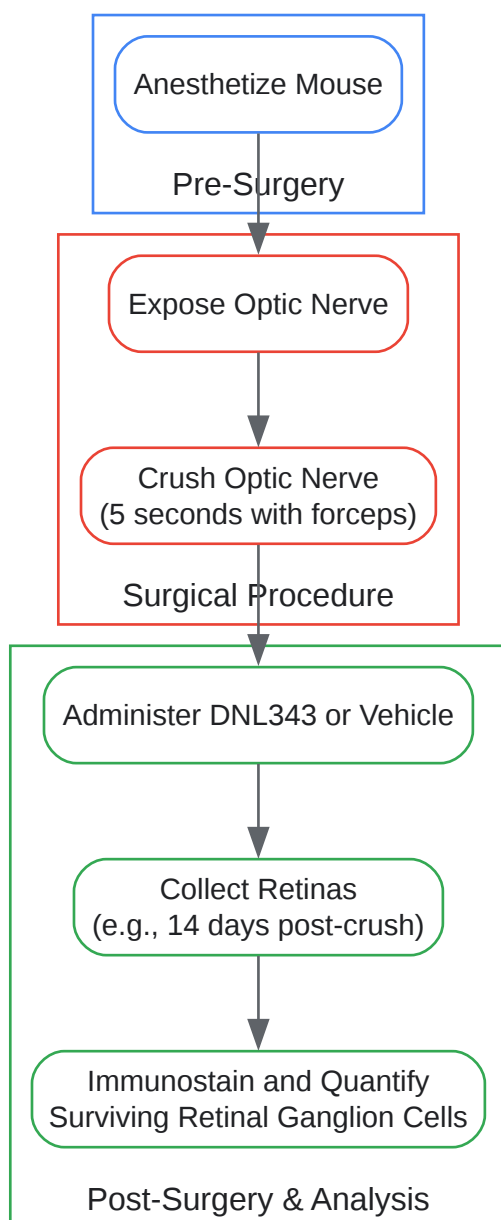 Anesthetize Mouse
Pre-Surgery
Expose Optic Nerve
Crush Optic Nerve
(5 seconds with forceps)
Surgical Procedure
Administer DNL343 or Vehicle
Collect Retinas
(e.g., 14 days post-crush)
Immunostain and Quantify
Surviving Retinal Ganglion Cells
Post-Surgery & Analysis